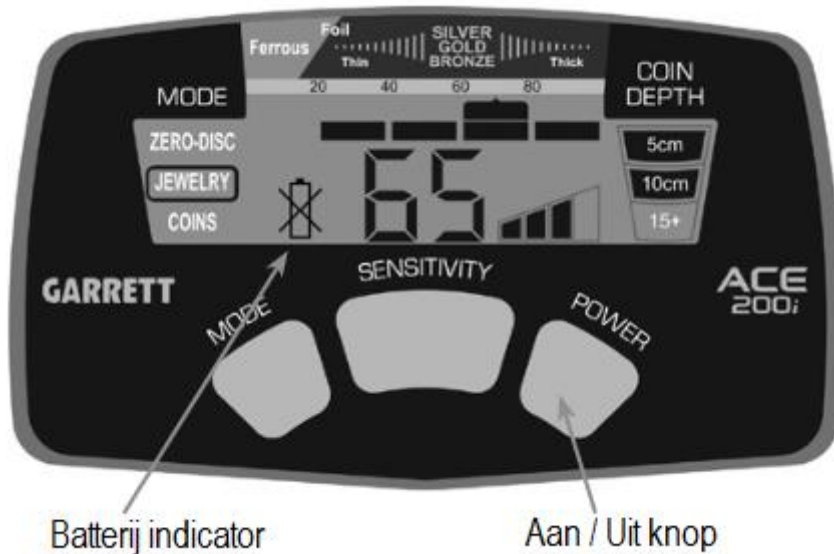 Foil
Ferrous
Thin
SILVER
GOLD
BRONZE
Thick
MODE
20 40 60 80
COIN
DEPTH
ZERO-DISC
JEWELRY
COINS
65
5cm
10cm
15+
GARRETT
SENSITIVITY
MODE
POWER
ACE
200i
Batterij indicator
Aan / Uit knop